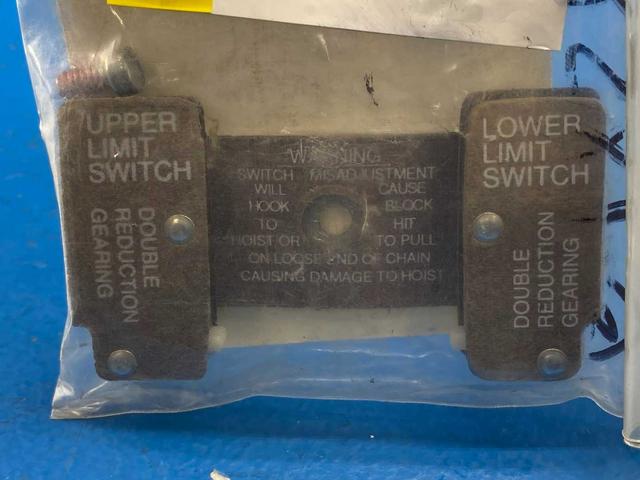 UPPER
LIMIT
SWITCH
DOUBLE
REDUCTION
GEARING
WARNING
SWITCH MISADJUSTMENT
WILL CAUSE
HOOK BLOCK
TO HIT
HOIST OR TO PULL
ON LOOSE END OF CHAIN
CAUSING DAMAGE TO HOIST
LOWER
LIMIT
SWITCH
DOUBLE
REDUCTION
GEARING